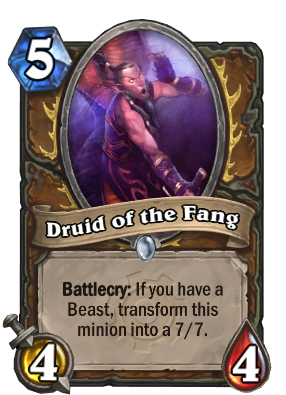 5
Druid of the Fang
Battlecry: If you have a
Beast, transform this
minion into a 7/7.
4
4